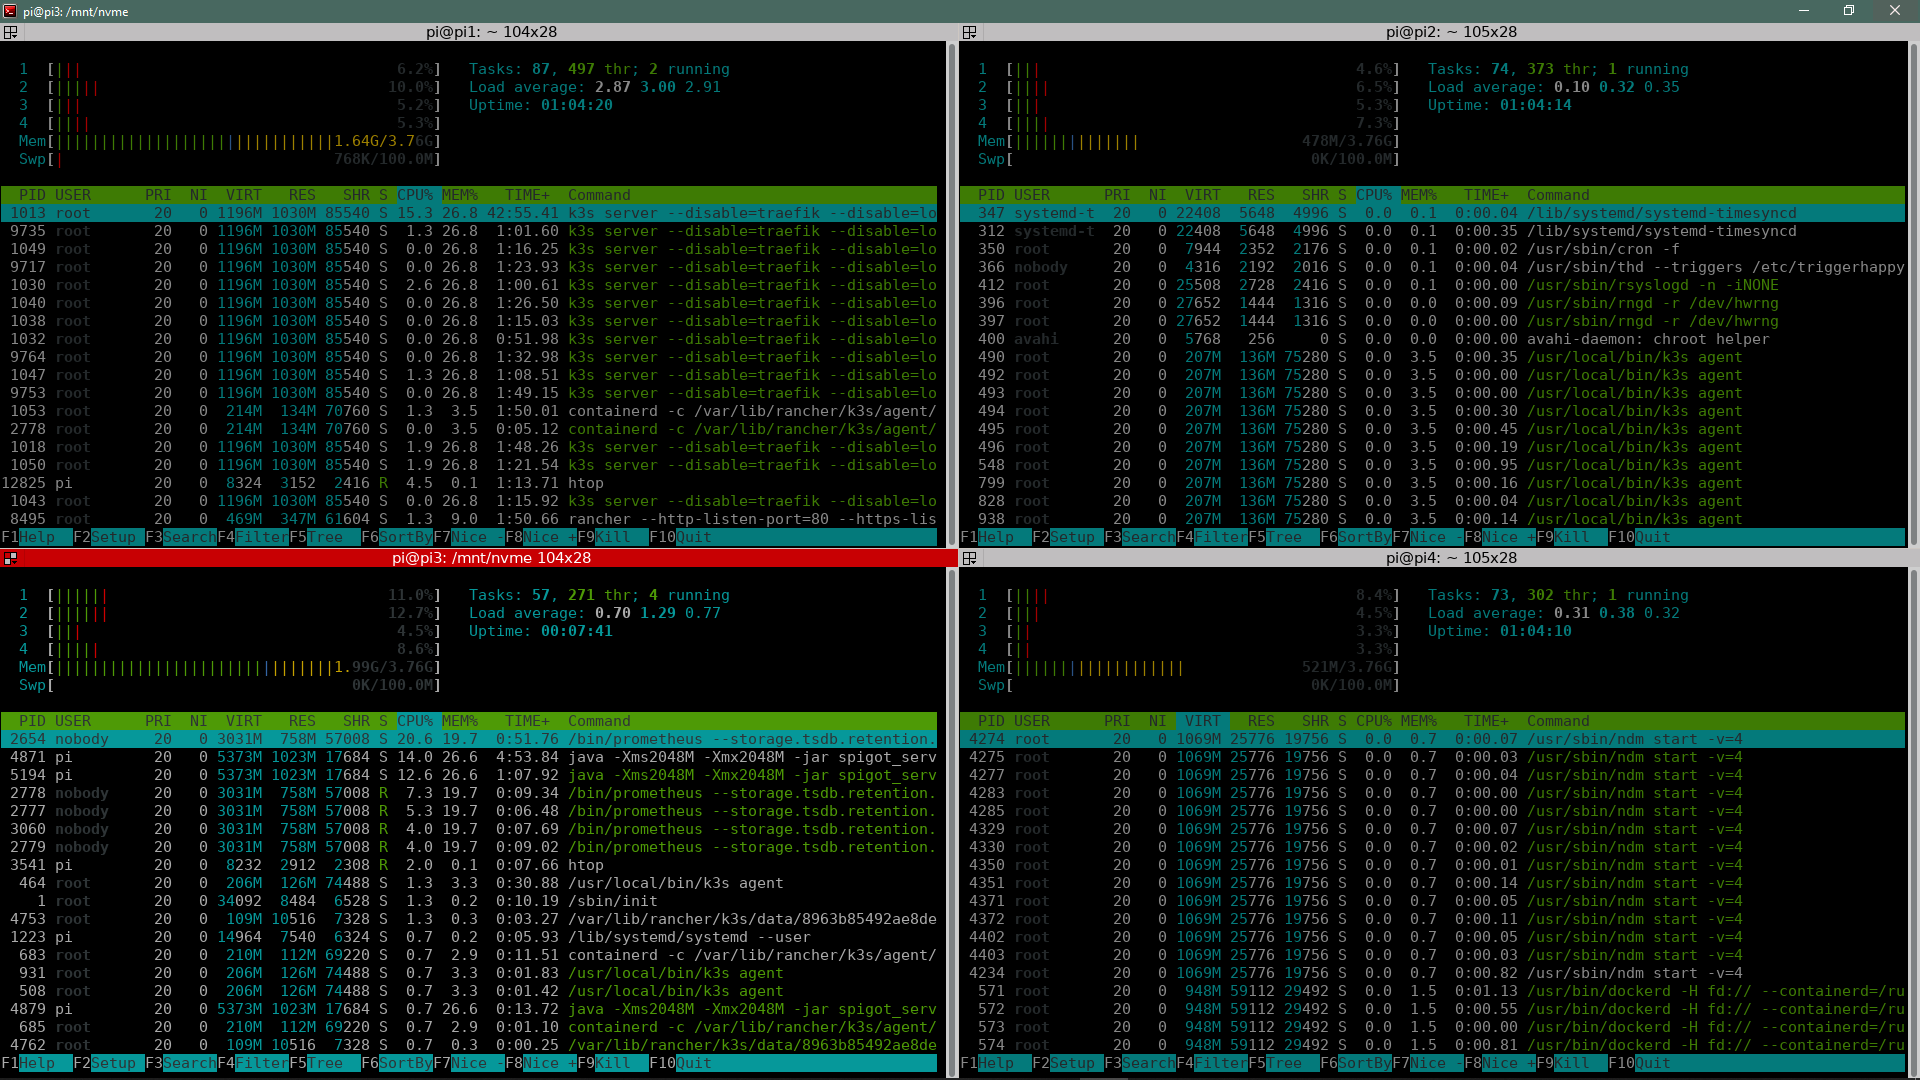 pi@pi3: /mnt/nvme
pi@pi1: ~ 104x28
1 [||| 6.2%] Tasks: 87, 497 thr; 2 running
2 [||||| 10.0%] Load average: 2.87 3.00 2.91
3 [||| 5.2%] Uptime: 01:04:20
4 [|||| 5.3%]
Mem[|||||||||||||||||||||||||||||||1.64G/3.76G]
Swp[| 768K/100.0M]
PID USER PRI NI VIRT RES SHR S CPU% MEM% TIME+ Command
1013 root 20 0 1196M 1030M 85540 S 15.3 26.8 42:55.41 k3s server --disable=traefik --disable=lo
9735 root 20 0 1196M 1030M 85540 S 1.3 26.8 1:01.60 k3s server --disable=traefik --disable=lo
1049 root 20 0 1196M 1030M 85540 S 0.0 26.8 1:16.25 k3s server --disable=traefik --disable=lo
9717 root 20 0 1196M 1030M 85540 S 0.0 26.8 1:23.93 k3s server --disable=traefik --disable=lo
1030 root 20 0 1196M 1030M 85540 S 2.6 26.8 1:00.61 k3s server --disable=traefik --disable=lo
1040 root 20 0 1196M 1030M 85540 S 0.0 26.8 1:26.50 k3s server --disable=traefik --disable=lo
1038 root 20 0 1196M 1030M 85540 S 0.0 26.8 1:15.03 k3s server --disable=traefik --disable=lo
1032 root 20 0 1196M 1030M 85540 S 0.0 26.8 0:51.98 k3s server --disable=traefik --disable=lo
9764 root 20 0 1196M 1030M 85540 S 0.0 26.8 1:32.98 k3s server --disable=traefik --disable=lo
1047 root 20 0 1196M 1030M 85540 S 1.3 26.8 1:08.51 k3s server --disable=traefik --disable=lo
9753 root 20 0 1196M 1030M 85540 S 0.0 26.8 1:49.15 k3s server --disable=traefik --disable=lo
1053 root 20 0 214M 134M 70760 S 1.3 3.5 1:50.01 containerd -c /var/lib/rancher/k3s/agent/
2778 root 20 0 214M 134M 70760 S 0.0 3.5 0:05.12 containerd -c /var/lib/rancher/k3s/agent/
1018 root 20 0 1196M 1030M 85540 S 1.9 26.8 1:48.26 k3s server --disable=traefik --disable=lo
1050 root 20 0 1196M 1030M 85540 S 1.9 26.8 1:21.54 k3s server --disable=traefik --disable=lo
12825 pi 20 0 8324 3152 2416 R 4.5 0.1 1:13.71 htop
1043 root 20 0 1196M 1030M 85540 S 0.0 26.8 1:15.92 k3s server --disable=traefik --disable=lo
8495 root 20 0 469M 347M 61604 S 1.3 9.0 1:50.66 rancher --http-listen-port=80 --https-lis
F1Help F2Setup F3SearchF4FilterF5Tree F6SortByF7Nice -F8Nice +F9Kill F10Quit
pi@pi2: ~ 105x28
1 [||| 4.6%] Tasks: 74, 373 thr; 1 running
2 [|||| 6.5%] Load average: 0.10 0.32 0.35
3 [||| 5.3%] Uptime: 01:04:14
4 [|||| 7.3%]
Mem[|||||||||||||| 478M/3.76G]
Swp[ 0K/100.0M]
PID USER PRI NI VIRT RES SHR S CPU% MEM% TIME+ Command
347 systemd-t 20 0 22408 5648 4996 S 0.0 0.1 0:00.04 /lib/systemd/systemd-timesyncd
312 systemd-t 20 0 22408 5648 4996 S 0.0 0.1 0:00.35 /lib/systemd/systemd-timesyncd
350 root 20 0 7944 2352 2176 S 0.0 0.1 0:00.02 /usr/sbin/cron -f
366 nobody 20 0 4316 2192 2016 S 0.0 0.1 0:00.04 /usr/sbin/thd --triggers /etc/triggerhappy
412 root 20 0 25508 2728 2416 S 0.0 0.1 0:00.00 /usr/sbin/rsyslogd -n -iNONE
396 root 20 0 27652 1444 1316 S 0.0 0.0 0:00.09 /usr/sbin/rngd -r /dev/hwrng
397 root 20 0 27652 1444 1316 S 0.0 0.0 0:00.00 /usr/sbin/rngd -r /dev/hwrng
400 avahi 20 0 5768 256 0 S 0.0 0.0 0:00.00 avahi-daemon: chroot helper
490 root 20 0 207M 136M 75280 S 0.0 3.5 0:00.35 /usr/local/bin/k3s agent
492 root 20 0 207M 136M 75280 S 0.0 3.5 0:00.00 /usr/local/bin/k3s agent
493 root 20 0 207M 136M 75280 S 0.0 3.5 0:00.00 /usr/local/bin/k3s agent
494 root 20 0 207M 136M 75280 S 0.0 3.5 0:00.30 /usr/local/bin/k3s agent
495 root 20 0 207M 136M 75280 S 0.0 3.5 0:00.45 /usr/local/bin/k3s agent
496 root 20 0 207M 136M 75280 S 0.0 3.5 0:00.19 /usr/local/bin/k3s agent
548 root 20 0 207M 136M 75280 S 0.0 3.5 0:00.95 /usr/local/bin/k3s agent
799 root 20 0 207M 136M 75280 S 0.0 3.5 0:00.16 /usr/local/bin/k3s agent
828 root 20 0 207M 136M 75280 S 0.0 3.5 0:00.04 /usr/local/bin/k3s agent
938 root 20 0 207M 136M 75280 S 0.0 3.5 0:00.14 /usr/local/bin/k3s agent
F1Help F2Setup F3SearchF4FilterF5Tree F6SortByF7Nice -F8Nice +F9Kill F10Quit
pi@pi3: /mnt/nvme 104x28
1 [|||||| 11.0%] Tasks: 57, 271 thr; 4 running
2 [|||||| 12.7%] Load average: 0.70 1.29 0.77
3 [||| 4.5%] Uptime: 00:07:41
4 [||||| 8.6%]
Mem[|||||||||||||||||||||||||||||||1.99G/3.76G]
Swp[ 0K/100.0M]
PID USER PRI NI VIRT RES SHR S CPU% MEM% TIME+ Command
2654 nobody 20 0 3031M 758M 57008 S 20.6 19.7 0:51.76 /bin/prometheus --storage.tsdb.retention.
4871 pi 20 0 5373M 1023M 17684 S 14.0 26.6 4:53.84 java -Xms2048M -Xmx2048M -jar spigot_serv
5194 pi 20 0 5373M 1023M 17684 S 12.6 26.6 1:07.92 java -Xms2048M -Xmx2048M -jar spigot_serv
2778 nobody 20 0 3031M 758M 57008 R 7.3 19.7 0:09.34 /bin/prometheus --storage.tsdb.retention.
2777 nobody 20 0 3031M 758M 57008 R 5.3 19.7 0:06.48 /bin/prometheus --storage.tsdb.retention.
3060 nobody 20 0 3031M 758M 57008 R 4.0 19.7 0:07.69 /bin/prometheus --storage.tsdb.retention.
2779 nobody 20 0 3031M 758M 57008 R 4.0 19.7 0:09.02 /bin/prometheus --storage.tsdb.retention.
3541 pi 20 0 8232 2912 2308 R 2.0 0.1 0:07.66 htop
464 root 20 0 206M 126M 74488 S 1.3 3.3 0:30.88 /usr/local/bin/k3s agent
1 root 20 0 34092 8484 6528 S 1.3 0.2 0:10.19 /sbin/init
4753 root 20 0 109M 10516 7328 S 1.3 0.3 0:03.27 /var/lib/rancher/k3s/data/8963b85492ae8de
1223 pi 20 0 14964 7540 6324 S 0.7 0.2 0:05.93 /lib/systemd/systemd --user
683 root 20 0 210M 112M 69220 S 0.7 2.9 0:11.51 containerd -c /var/lib/rancher/k3s/agent/
931 root 20 0 206M 126M 74488 S 0.7 3.3 0:01.83 /usr/local/bin/k3s agent
508 root 20 0 206M 126M 74488 S 0.7 3.3 0:01.42 /usr/local/bin/k3s agent
4879 pi 20 0 5373M 1023M 17684 S 0.7 26.6 0:13.72 java -Xms2048M -Xmx2048M -jar spigot_serv
685 root 20 0 210M 112M 69220 S 0.7 2.9 0:01.10 containerd -c /var/lib/rancher/k3s/agent/
4762 root 20 0 109M 10516 7328 S 0.7 0.3 0:00.25 /var/lib/rancher/k3s/data/8963b85492ae8de
F1Help F2Setup F3SearchF4FilterF5Tree F6SortByF7Nice -F8Nice +F9Kill F10Quit
pi@pi4: ~ 105x28
1 [|||| 8.4%] Tasks: 73, 302 thr; 1 running
2 [||| 4.5%] Load average: 0.31 0.38 0.32
3 [|| 3.3%] Uptime: 01:04:10
4 [|| 3.3%]
Mem[||||||||||||||||||| 521M/3.76G]
Swp[ 0K/100.0M]
PID USER PRI NI VIRT RES SHR S CPU% MEM% TIME+ Command
4274 root 20 0 1069M 25776 19756 S 0.0 0.7 0:00.07 /usr/sbin/ndm start -v=4
4275 root 20 0 1069M 25776 19756 S 0.0 0.7 0:00.03 /usr/sbin/ndm start -v=4
4277 root 20 0 1069M 25776 19756 S 0.0 0.7 0:00.04 /usr/sbin/ndm start -v=4
4283 root 20 0 1069M 25776 19756 S 0.0 0.7 0:00.00 /usr/sbin/ndm start -v=4
4285 root 20 0 1069M 25776 19756 S 0.0 0.7 0:00.00 /usr/sbin/ndm start -v=4
4329 root 20 0 1069M 25776 19756 S 0.0 0.7 0:00.07 /usr/sbin/ndm start -v=4
4330 root 20 0 1069M 25776 19756 S 0.0 0.7 0:00.02 /usr/sbin/ndm start -v=4
4350 root 20 0 1069M 25776 19756 S 0.0 0.7 0:00.01 /usr/sbin/ndm start -v=4
4351 root 20 0 1069M 25776 19756 S 0.0 0.7 0:00.14 /usr/sbin/ndm start -v=4
4371 root 20 0 1069M 25776 19756 S 0.0 0.7 0:00.05 /usr/sbin/ndm start -v=4
4372 root 20 0 1069M 25776 19756 S 0.0 0.7 0:00.11 /usr/sbin/ndm start -v=4
4402 root 20 0 1069M 25776 19756 S 0.0 0.7 0:00.05 /usr/sbin/ndm start -v=4
4403 root 20 0 1069M 25776 19756 S 0.0 0.7 0:00.03 /usr/sbin/ndm start -v=4
4234 root 20 0 1069M 25776 19756 S 0.0 0.7 0:00.82 /usr/sbin/ndm start -v=4
571 root 20 0 948M 59112 29492 S 0.0 1.5 0:01.13 /usr/bin/dockerd -H fd:// --containerd=/ru
572 root 20 0 948M 59112 29492 S 0.0 1.5 0:00.55 /usr/bin/dockerd -H fd:// --containerd=/ru
573 root 20 0 948M 59112 29492 S 0.0 1.5 0:00.00 /usr/bin/dockerd -H fd:// --containerd=/ru
574 root 20 0 948M 59112 29492 S 0.0 1.5 0:00.81 /usr/bin/dockerd -H fd:// --containerd=/ru
F1Help F2Setup F3SearchF4FilterF5Tree F6SortByF7Nice -F8Nice +F9Kill F10Quit